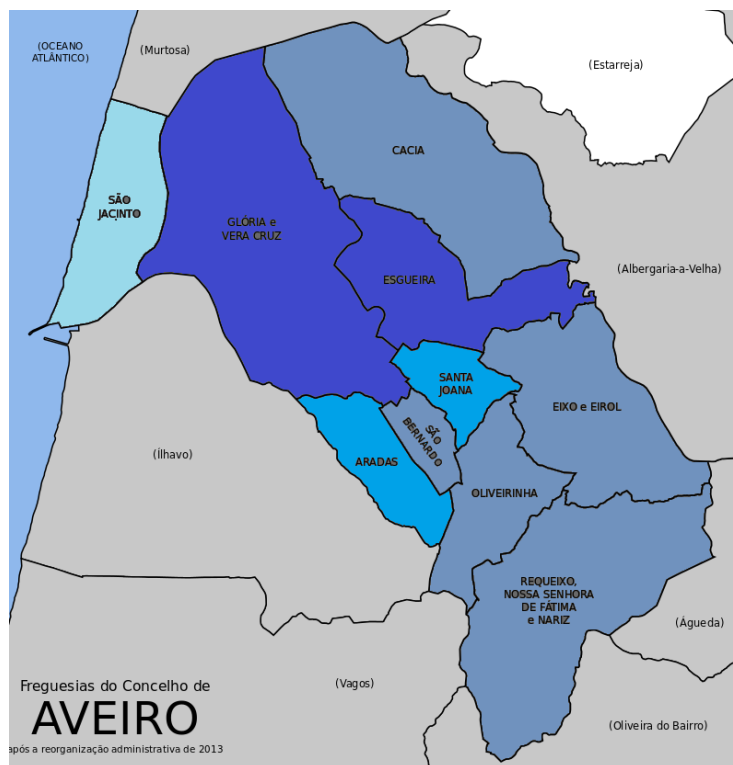 (OCEANO
ATLÂNTICO)
(Murtosa)
(Estarreja)
CACIA
SÃO
JACINTO
GLÓRIA e
VERA CRUZ
ESGUEIRA
(Albergaria-a-Velha)
SANTA
JOANA
EIXO e EIROL
SÃO
BERNARDO
(Ílhavo)
ARADAS
OLIVEIRINHA
REQUEIXO,
NOSSA SENHORA
DE FÁTIMA
e NARIZ
(Águeda)
(Vagos)
(Oliveira do Bairro)
Freguesias do Concelho de
AVEIRO
após a reorganização administrativa de 2013